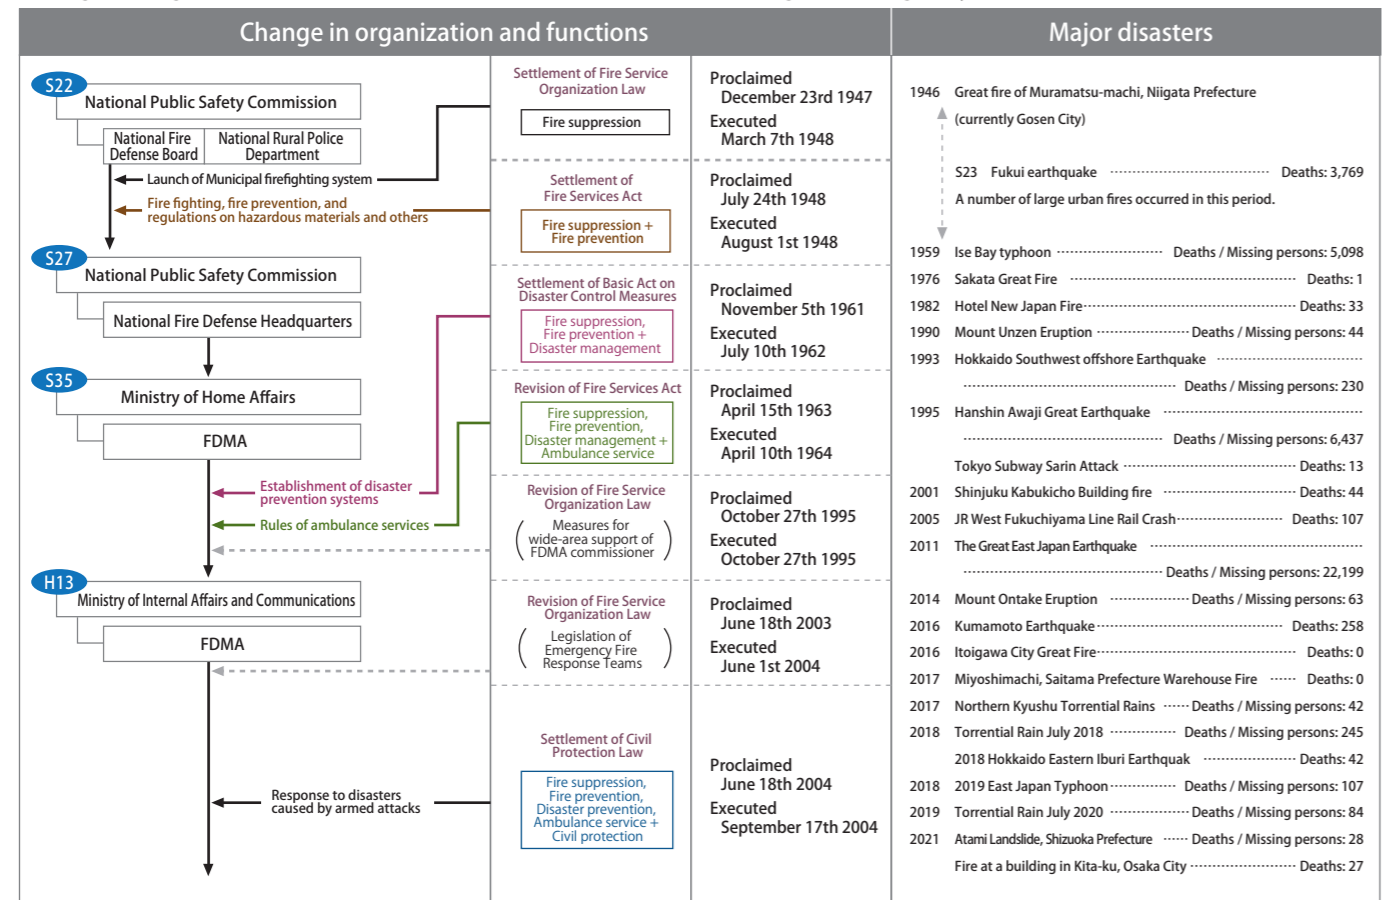 Change in organization and functions
Major disasters
S22
National Public Safety Commission
National Fire
Defense Board
National Rural Police
Department
Launch of Municipal firefighting system
Fire fighting, fire prevention, and
regulations on hazardous materials and others
S27
National Public Safety Commission
National Fire Defense Headquarters
S35
Ministry of Home Affairs
FDMA
Establishment of disaster
prevention systems
Rules of ambulance services
H13
Ministry of Internal Affairs and Communications
FDMA
Response to disasters
caused by armed attacks
Settlement of Fire Service
Organization Law
Fire suppression
Proclaimed
December 23rd 1947
Executed
March 7th 1948
Settlement of
Fire Services Act
Fire suppression +
Fire prevention
Proclaimed
July 24th 1948
Executed
August 1st 1948
Settlement of Basic Act on
Disaster Control Measures
Fire suppression,
Fire prevention +
Disaster management
Proclaimed
November 5th 1961
Executed
July 10th 1962
Revision of Fire Services Act
Fire suppression,
Fire prevention,
Disaster management +
Ambulance service
Proclaimed
April 15th 1963
Executed
April 10th 1964
Revision of Fire Service
Organization Law
(Measures for
wide-area support of
FDMA commissioner)
Proclaimed
October 27th 1995
Executed
October 27th 1995
Revision of Fire Service
Organization Law
(Legislation of
Emergency Fire
Response Teams)
Proclaimed
June 18th 2003
Executed
June 1st 2004
Settlement of Civil
Protection Law
Fire suppression,
Fire prevention,
Disaster prevention,
Ambulance service +
Civil protection
Proclaimed
June 18th 2004
Executed
September 17th 2004
1946 Great fire of Muramatsu-machi, Niigata Prefecture
(currently Gosen City)
S23 Fukui earthquake Deaths: 3,769
A number of large urban fires occurred in this period.
1959 Ise Bay typhoon Deaths / Missing persons: 5,098
1976 Sakata Great Fire Deaths: 1
1982 Hotel New Japan Fire Deaths: 33
1990 Mount Unzen Eruption Deaths / Missing persons: 44
1993 Hokkaido Southwest offshore Earthquake
Deaths / Missing persons: 230
1995 Hanshin Awaji Great Earthquake
Deaths / Missing persons: 6,437
Tokyo Subway Sarin Attack Deaths: 13
2001 Shinjuku Kabukicho Building fire Deaths: 44
2005 JR West Fukuchiyama Line Rail Crash Deaths: 107
2011 The Great East Japan Earthquake
Deaths / Missing persons: 22,199
2014 Mount Ontake Eruption Deaths / Missing persons: 63
2016 Kumamoto Earthquake Deaths: 258
2016 Itoigawa City Great Fire Deaths: 0
2017 Miyoshimachi, Saitama Prefecture Warehouse Fire Deaths: 0
2017 Northern Kyushu Torrential Rains Deaths / Missing persons: 42
2018 Torrential Rain July 2018 Deaths / Missing persons: 245
2018 Hokkaido Eastern Iburi Earthquak Deaths: 42
2018 2019 East Japan Typhoon Deaths / Missing persons: 107
2019 Torrential Rain July 2020 Deaths / Missing persons: 84
2021 Atami Landslide, Shizuoka Prefecture Deaths / Missing persons: 28
Fire at a building in Kita-ku, Osaka City Deaths: 27